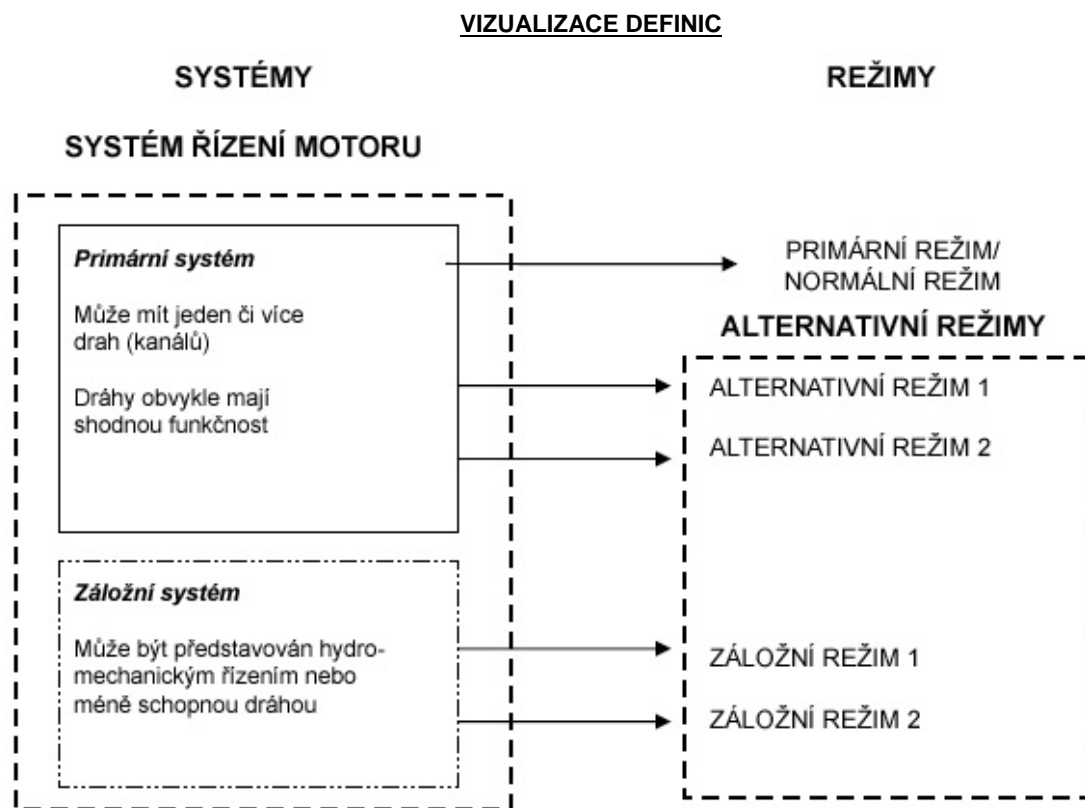 VIZUALIZACE DEFINIC
SYSTÉMY
REŽIMY
SYSTÉM ŘÍZENÍ MOTORU
Primární systém
Může mít jeden či více
drah (kanálů)
Dráhy obvykle mají
shodnou funkčnost
PRIMÁRNÍ REŽIM/
NORMÁLNÍ REŽIM
ALTERNATIVNÍ REŽIMY
ALTERNATIVNÍ REŽIM 1
ALTERNATIVNÍ REŽIM 2
Záložní systém
Může být představován hydro-
mechanickým řízením nebo
méně schopnou dráhou
ZÁLOŽNÍ REŽIM 1
ZÁLOŽNÍ REŽIM 2